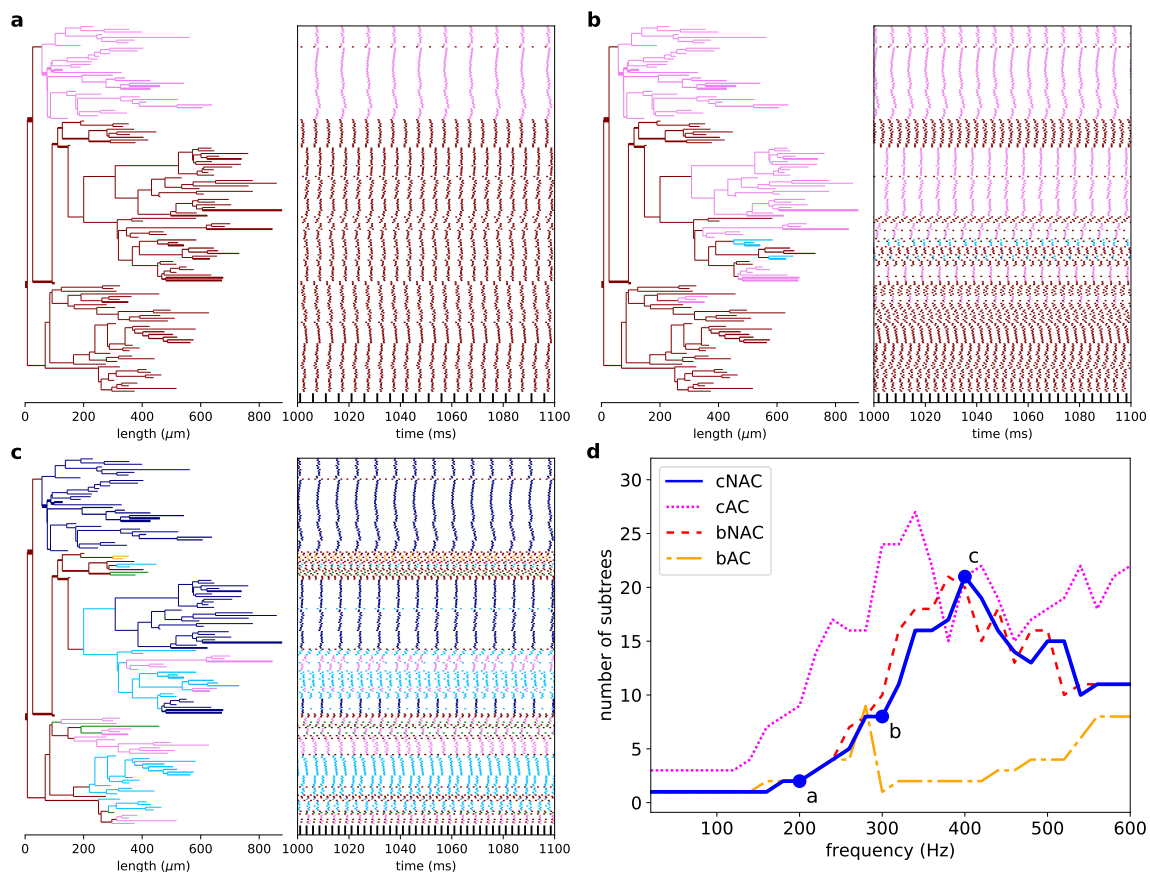 a
0 200 400 600 800
length (μm)
1000 1020 1040 1060 1080 1100
time (ms)
b
0 200 400 600 800
length (μm)
1000 1020 1040 1060 1080 1100
time (ms)
c
0 200 400 600 800
length (μm)
1000 1020 1040 1060 1080 1100
time (ms)
d
number of subtrees
30
25
20
15
10
5
0
cNAC
cAC
bNAC
bAC
c
b
a
100 200 300 400 500 600
frequency (Hz)